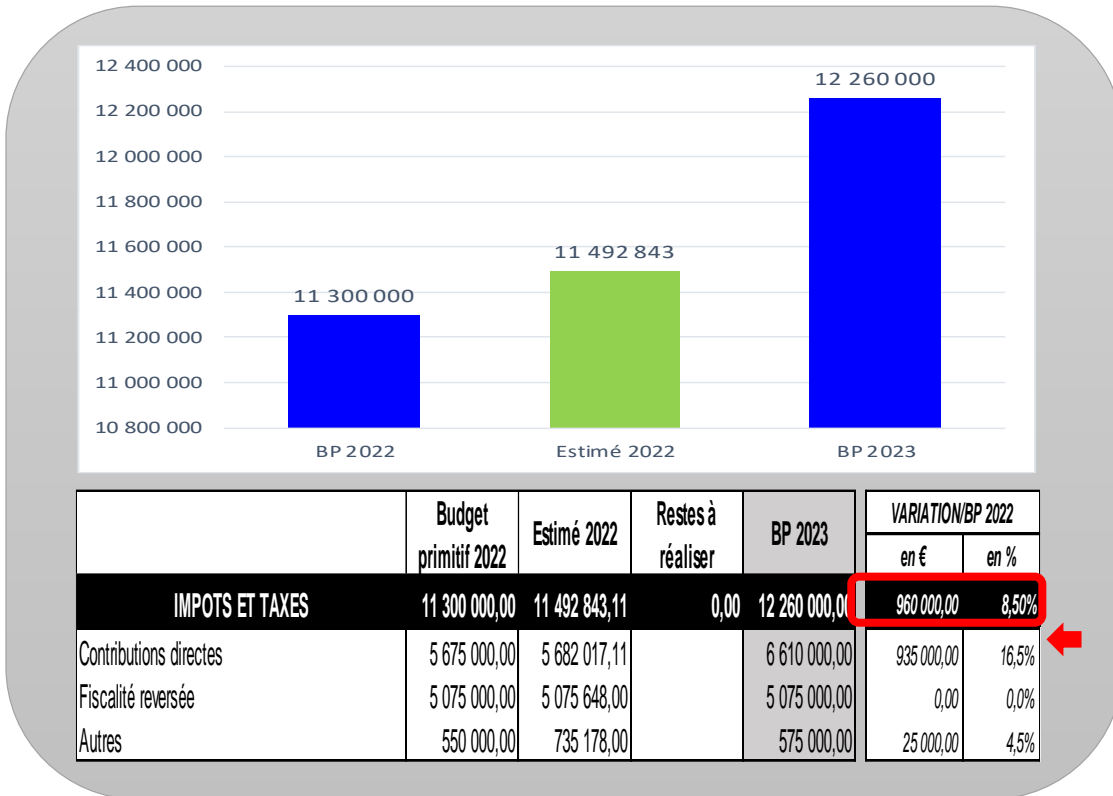 12 400 000
12 200 000
12 000 000
11 800 000
11 600 000
11 400 000
11 200 000
11 000 000
10 800 000
11 300 000
11 492 843
12 260 000
BP 2022 Estimé 2022 BP 2023
Budget primitif 2022 Estimé 2022 Restes à réaliser BP 2023 VARIATION/BP 2022
en € en %
IMPOTS ET TAXES 11 300 000,00 11 492 843,11 0,00 12 260 000,00 960 000,00 8,50%
Contributions directes 5 675 000,00 5 682 017,11 6 610 000,00 935 000,00 16,5%
Fiscalité reversée 5 075 000,00 5 075 648,00 5 075 000,00 0,00 0,0%
Autres 550 000,00 735 178,00 575 000,00 25 000,00 4,5%